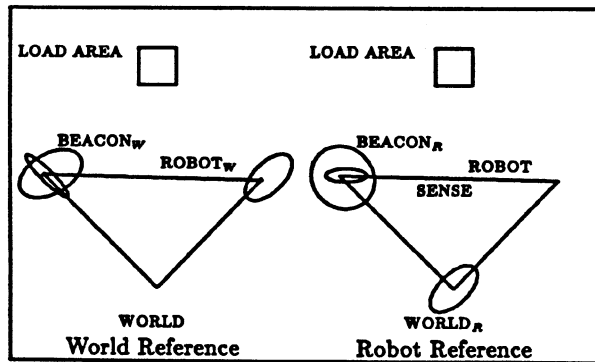 LOAD AREA
BEACON_W
ROBOT_W
WORLD
World Reference
LOAD AREA
BEACON_R
ROBOT
SENSE
WORLD_R
Robot Reference